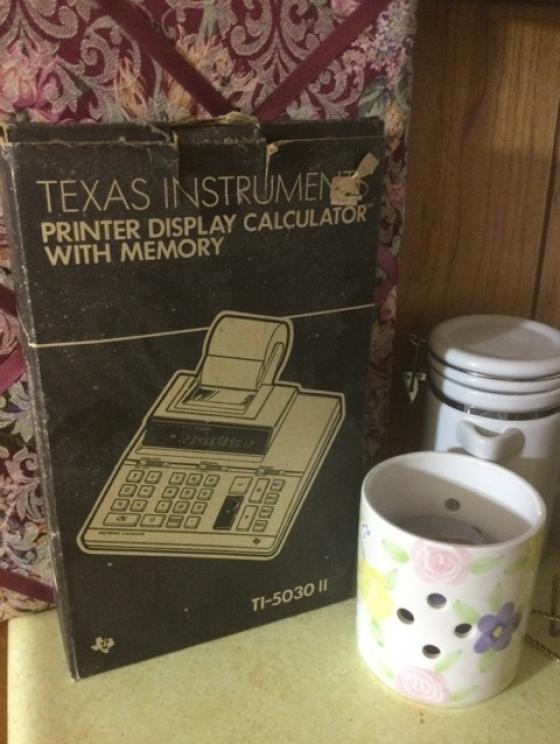 TEXAS INSTRUMENTS
PRINTER DISPLAY CALCULATOR
WITH MEMORY
TI-5030 II